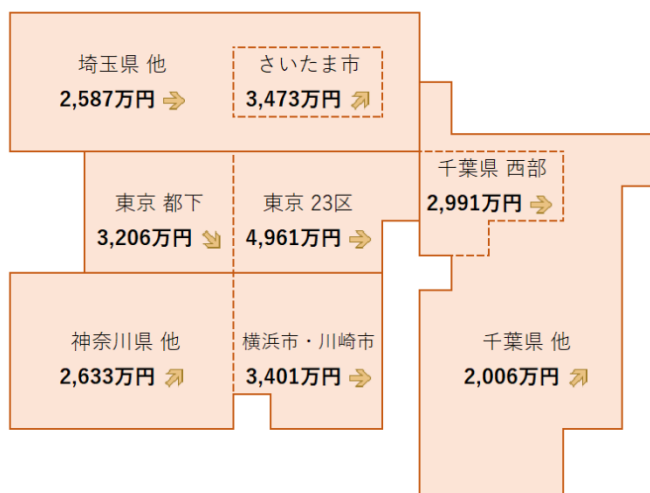 埼玉県 他
2,587万円
さいたま市
3,473万円
千葉県 西部
2,991万円
東京 都下
3,206万円
東京 23区
4,961万円
神奈川県 他
2,633万円
横浜市・川崎市
3,401万円
千葉県 他
2,006万円